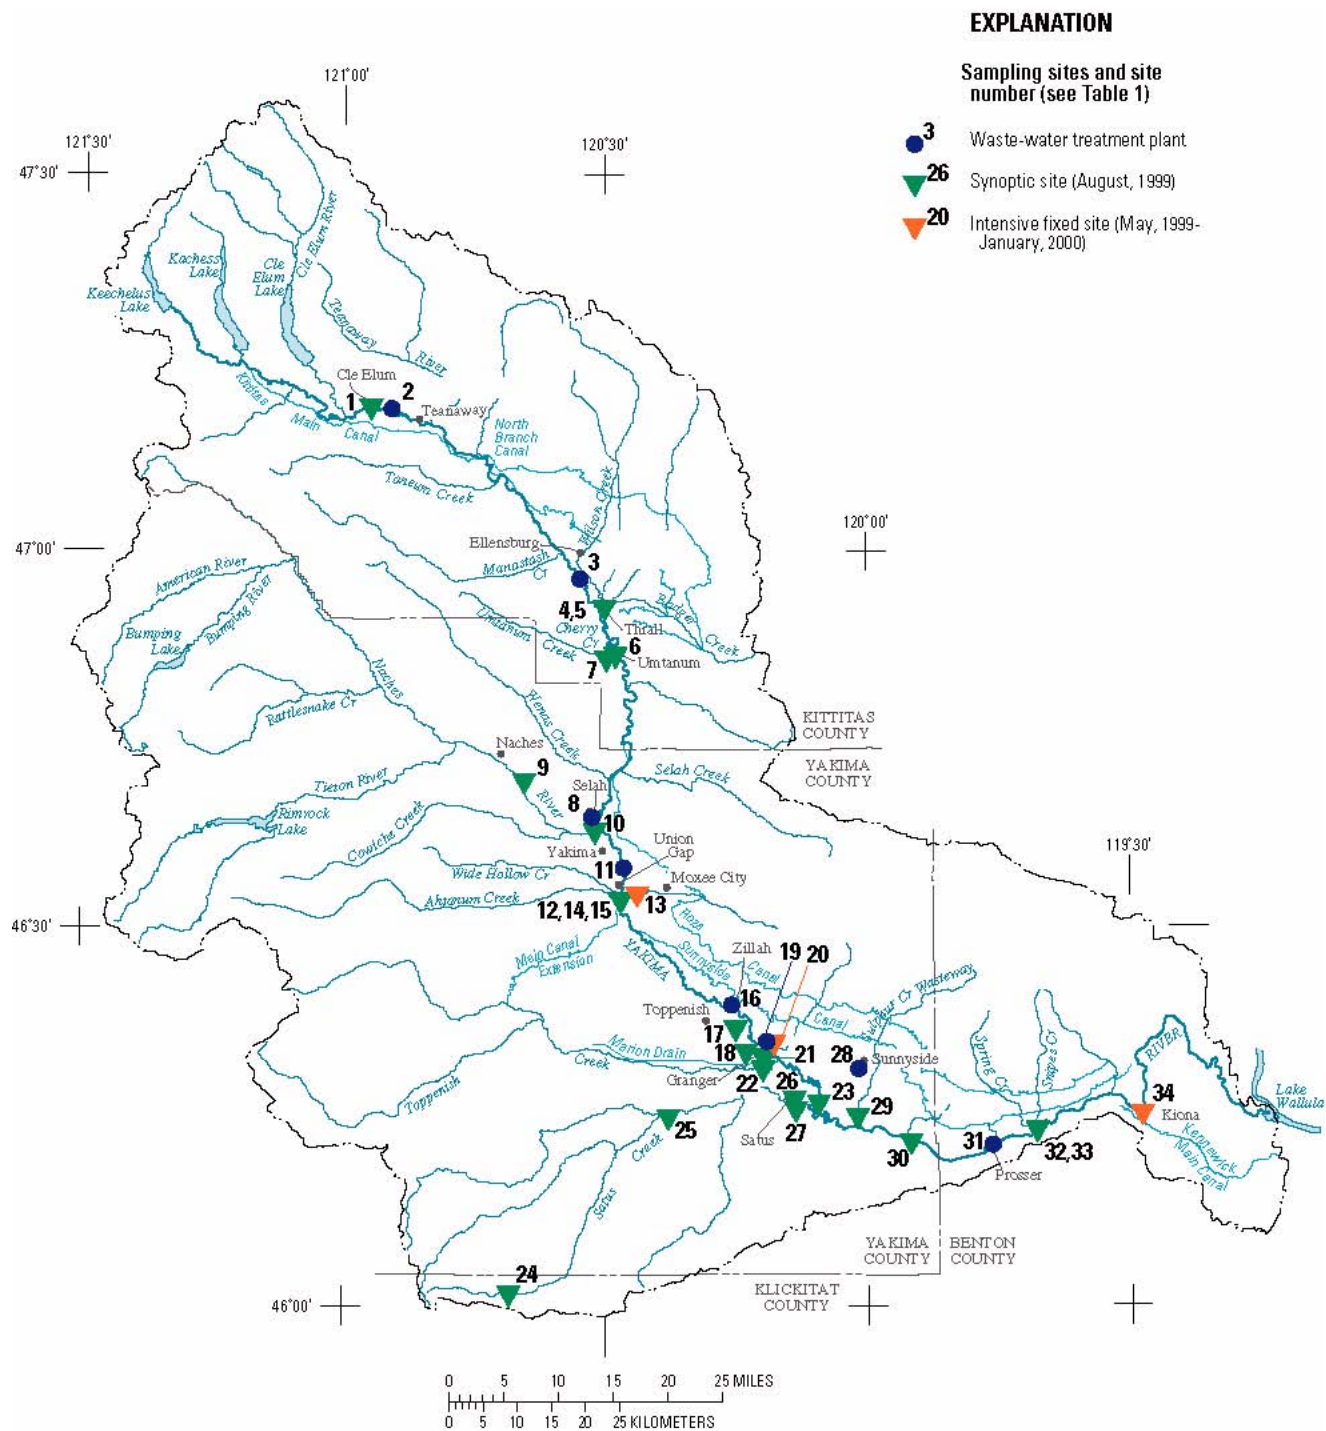 EXPLANATION
Sampling sites and site
number (see Table 1)
3
Waste-water treatment plant
26
Synoptic site (August, 1999)
20
Intensive fixed site (May, 1999-
January, 2000)
121°00'
121°30'
120°30'
47°30'
Cle Elum River
Kachess
Lake
Cle
Elum
Lake
Keechelus
Lake
Teanaway
River
Cle Elum
1
2
Teanaway
Kittitas
Main
Canal
North
Branch
Canal
Taneum Creek
Wilson Creek
120°00'
47°00'
Ellensburg
3
Manastash
Cr
American River
Bumping River
Bumping
Lake
4,5
Cherry
Cr
Thrall
Badger
Creek
Umtanum
Creek
6
7
Umtanum
Naches
Rattlesnake Cr
Wenas Creek
KITTITAS
COUNTY
YAKIMA
COUNTY
Naches
9
River
Selah Creek
Tieton River
Rimrock
Lake
Selah
8
10
Cowiche Creek
Yakima
Union
Gap
119°30'
11
Wide Hollow Cr
Moxee City
Ahtanum Creek
13
12,14,15
46°30'
Roza
Canal
Main Canal
Extension
YAKIMA
Sunnyside
Canal
Zillah
19
20
16
Toppenish
17
Sulphur Cr Wasteway
Marion Drain
18
21
28
Sunnyside
Creek
Toppenish
Granger
22
26
23
29
Spring Cr
Snipes Cr
RIVER
Lake
Wallula
34
Kiona
Kennewick
Main Canal
25
Satus
27
30
31
Prosser
32,33
Creek
Satus
YAKIMA
COUNTY
BENTON
COUNTY
24
KLICKITAT
COUNTY
46°00'
0 5 10 15 20 25 MILES
0 5 10 15 20 25 KILOMETERS